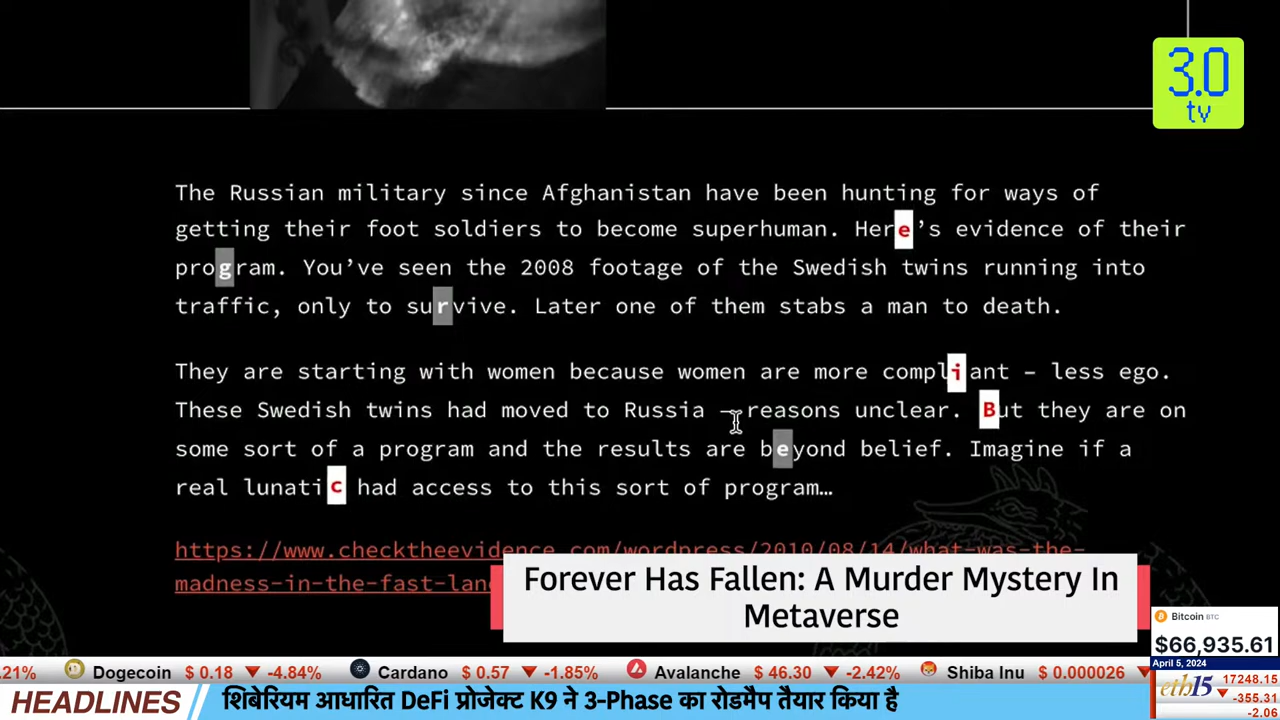 3.0
tv
The Russian military since Afghanistan have been hunting for ways of
getting their foot soldiers to become superhuman. Here's evidence of their
program. You've seen the 2008 footage of the Swedish twins running into
traffic, only to survive. Later one of them stabs a man to death.
They are starting with women because women are more compliant – less ego.
These Swedish twins had moved to Russia – reasons unclear. But they are on
some sort of a program and the results are beyond belief. Imagine if a
real lunatic had access to this sort of program…
https://www.checktheevidence.com/wordpress/2010/08/14/what-was-the-
madness-in-the-fast-lan
Forever Has Fallen: A Murder Mystery In
Metaverse
Bitcoin BTC
$66,935.61
April 5, 2024
.21% Dogecoin $ 0.18 ▼ -4.84% Cardano $ 0.57 ▼ -1.85% Avalanche $ 46.30 ▼ -2.42% Shiba Inu $ 0.000026 ▼
eth15 17248.15
▼ -355.31
-2.06
HEADLINES शिबेरियम आधारित DeFi प्रोजेक्ट K9 ने 3-Phase का रोडमैप तैयार किया है